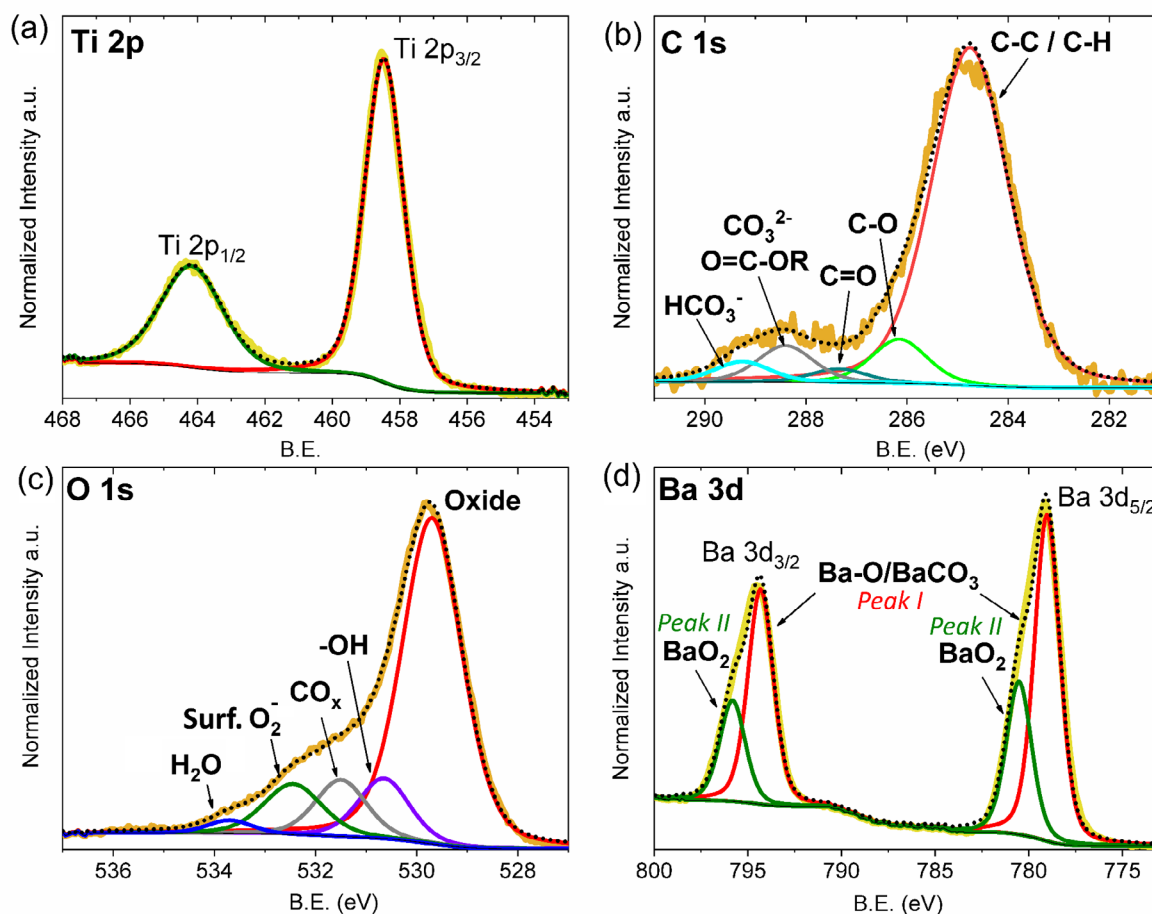 (a)
Ti 2p
Ti 2p3/2
Ti 2p1/2
Normalized Intensity a.u.
468 466 464 462 460 458 456 454
B.E.
(b)
C 1s
C-C / C-H
C-O
CO3^2-
O=C-OR
C=O
HCO3^-
Normalized Intensity a.u.
290 288 286 284 282
B.E. (eV)
(c)
O 1s
Oxide
-OH
COx
Surf. O2^-
H2O
Normalized Intensity a.u.
536 534 532 530 528
B.E. (eV)
(d)
Ba 3d
Ba 3d5/2
Ba 3d3/2
Ba-O/BaCO3
Peak I
Peak II
BaO2
Peak II
BaO2
Normalized Intensity a.u.
800 795 790 785 780 775
B.E. (eV)